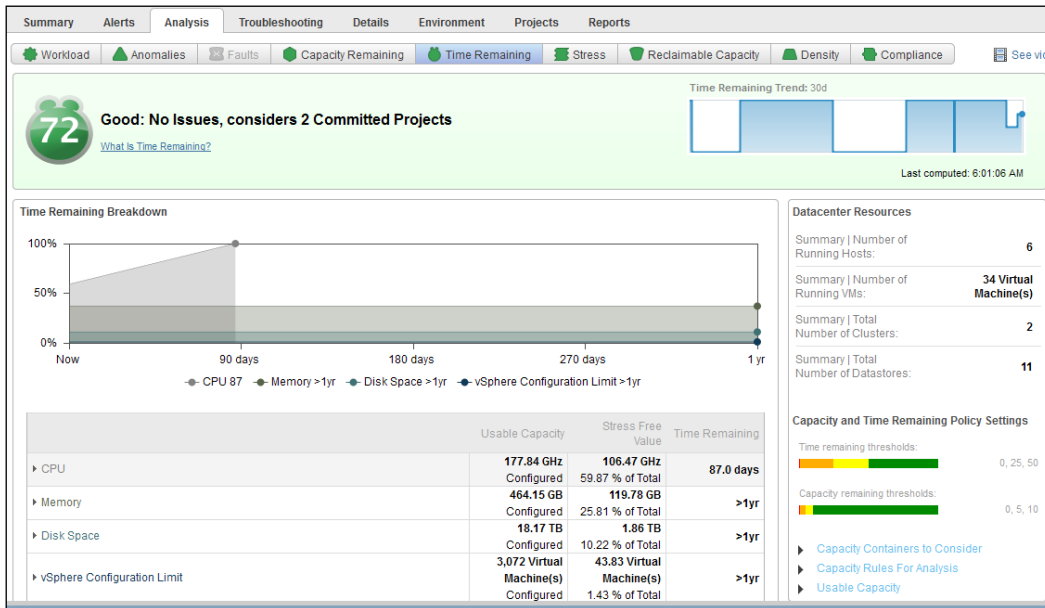 Summary Alerts Analysis Troubleshooting Details Environment Projects Reports
Workload Anomalies Faults Capacity Remaining Time Remaining Stress Reclaimable Capacity Density Compliance See
72
Good: No Issues, considers 2 Committed Projects
What Is Time Remaining?
Time Remaining Trend: 30d
Last computed: 6:01:06 AM
Time Remaining Breakdown
100%
50%
0%
Now 90 days 180 days 270 days 1 yr
CPU 87 Memory >1yr Disk Space >1yr vSphere Configuration Limit >1yr
Usable Capacity Stress Free Value Time Remaining
CPU 177.84 GHz 106.47 GHz 87.0 days
Configured 59.87 % of Total
Memory 464.15 GB 119.78 GB >1yr
Configured 25.81 % of Total
Disk Space 18.17 TB 1.86 TB >1yr
Configured 10.22 % of Total
vSphere Configuration Limit 3,072 Virtual 43.83 Virtual >1yr
Machine(s) Machine(s)
Configured 1.43 % of Total
Datacenter Resources
Summary | Number of
Running Hosts: 6
Summary | Number of 34 Virtual
Running VMs: Machine(s)
Summary | Total
Number of Clusters: 2
Summary | Total
Number of Datastores: 11
Capacity and Time Remaining Policy Settings
Time remaining thresholds:
0, 25, 50
Capacity remaining thresholds:
0, 5, 10
Capacity Containers to Consider
Capacity Rules For Analysis
Usable Capacity